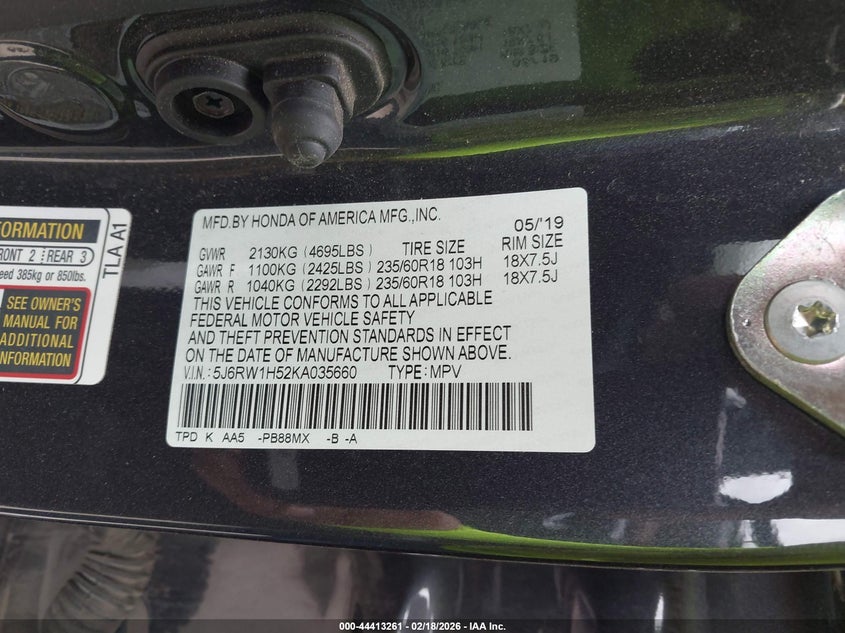 MFD.BY HONDA OF AMERICA MFG.,INC.
05/'19
GVWR 2130KG (4695LBS) TIRE SIZE RIM SIZE
GAWR F 1100KG (2425LBS) 235/60R18 103H 18X7.5J
GAWR R 1040KG (2292LBS) 235/60R18 103H 18X7.5J
THIS VEHICLE CONFORMS TO ALL APPLICABLE
FEDERAL MOTOR VEHICLE SAFETY
AND THEFT PREVENTION STANDARDS IN EFFECT
ON THE DATE OF MANUFACTURE SHOWN ABOVE.
V.I.N.: 5J6RW1H52KA035660 TYPE: MPV
TPD K AA5 -PB88MX -B -A
FORMATION
RONT 2 REAR 3
eed 385kg or 850lbs.
SEE OWNER'S
MANUAL FOR
ADDITIONAL
INFORMATION
TLA A1
000-44413261 - 02/18/2026 - IAA Inc.